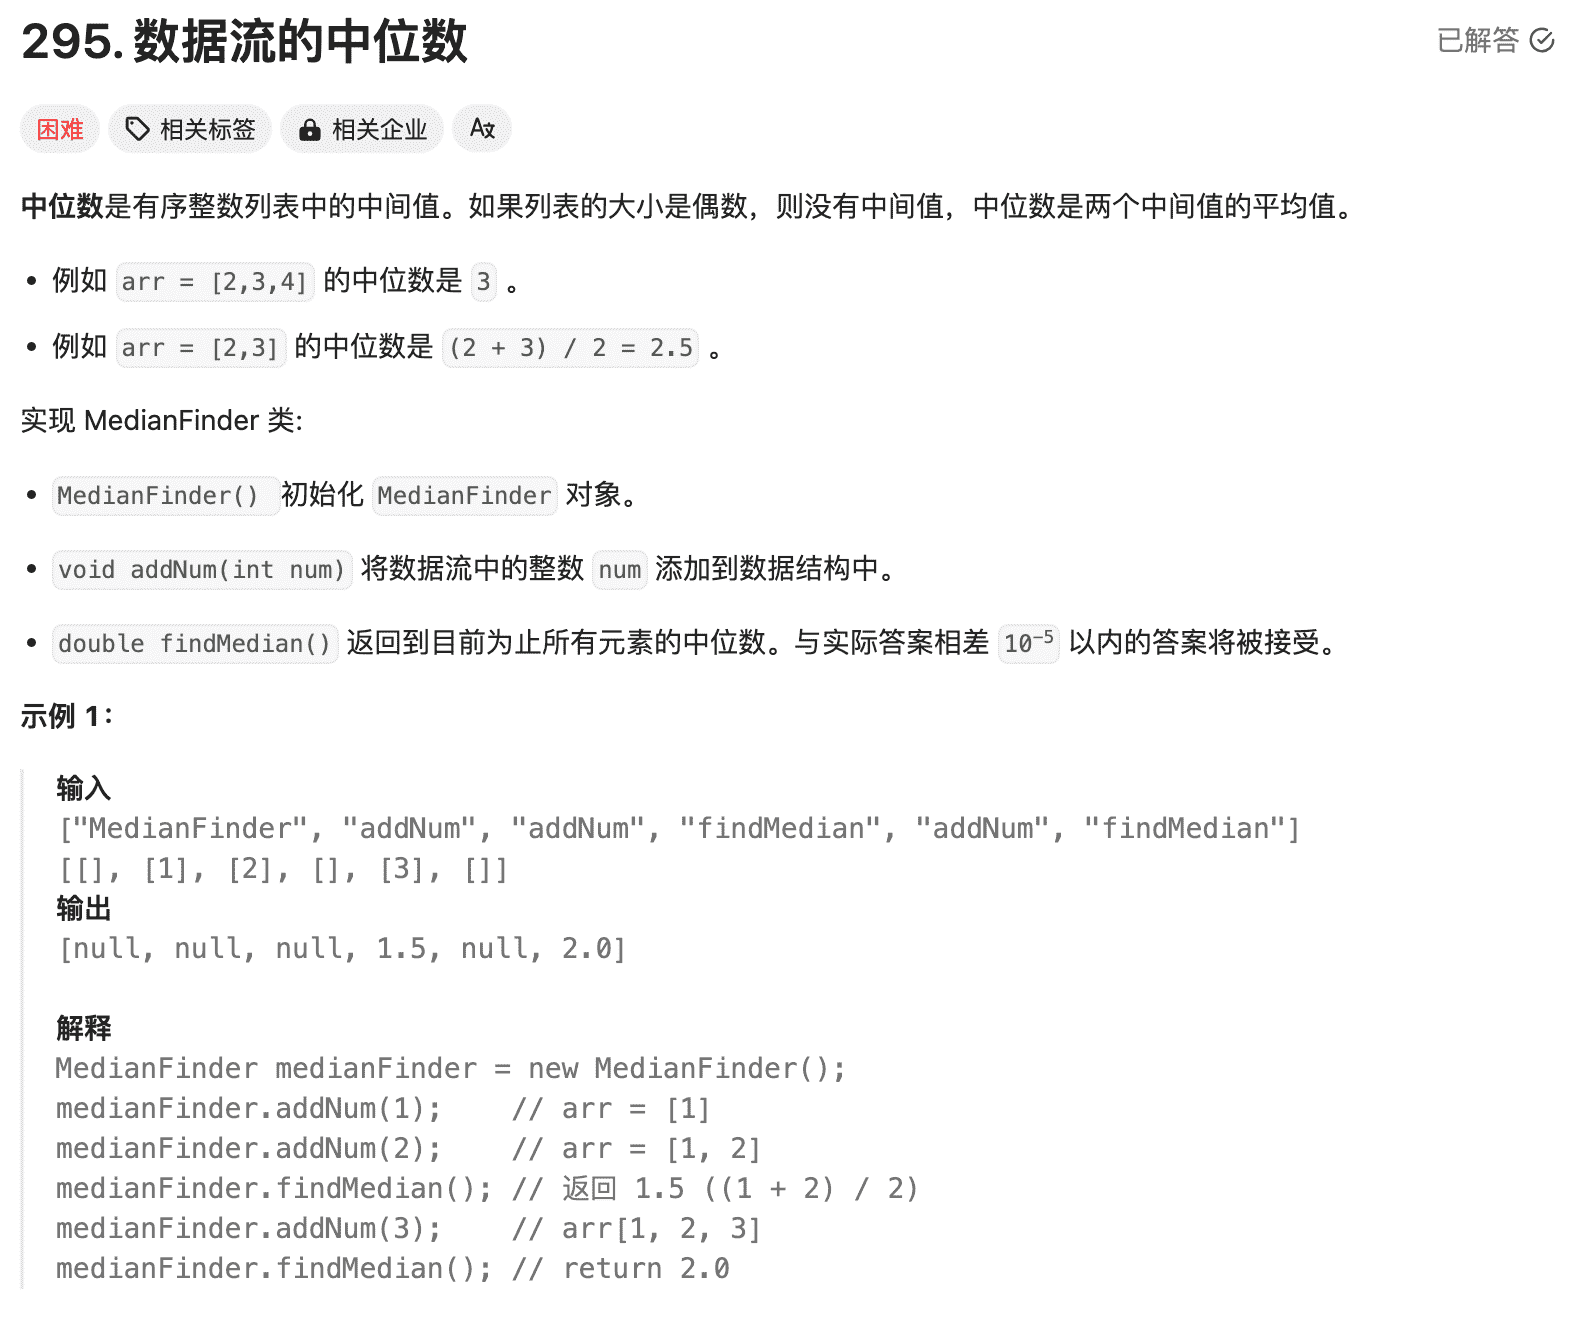 295. 数据流的中位数
已解答
困难 相关标签 相关企业 Aあ
中位数是有序整数列表中的中间值。如果列表的大小是偶数，则没有中间值，中位数是两个中间值的平均值。
• 例如 arr = [2,3,4] 的中位数是 3 。
• 例如 arr = [2,3] 的中位数是 (2 + 3) / 2 = 2.5 。
实现 MedianFinder 类:
• MedianFinder() 初始化 MedianFinder 对象。
• void addNum(int num) 将数据流中的整数 num 添加到数据结构中。
• double findMedian() 返回到目前为止所有元素的中位数。与实际答案相差 10⁻⁵ 以内的答案将被接受。
示例 1：
输入
["MedianFinder", "addNum", "addNum", "findMedian", "addNum", "findMedian"]
[[], [1], [2], [], [3], []]
输出
[null, null, null, 1.5, null, 2.0]
解释
MedianFinder medianFinder = new MedianFinder();
medianFinder.addNum(1);    // arr = [1]
medianFinder.addNum(2);    // arr = [1, 2]
medianFinder.findMedian(); // 返回 1.5 ((1 + 2) / 2)
medianFinder.addNum(3);    // arr[1, 2, 3]
medianFinder.findMedian(); // return 2.0